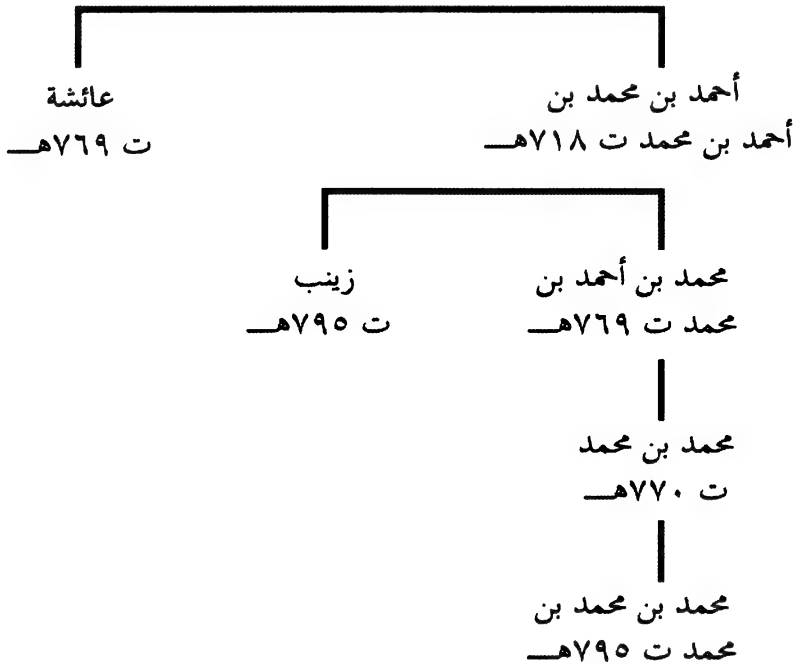 أحمد بن محمد بن
أحمد بن محمد ت ٧١٨هـ
عائشة
ت ٧٦٩هـ
محمد بن أحمد بن
محمد ت ٧٦٩هـ
زينب
ت ٧٩٥هـ
محمد بن محمد
ت ٧٧٠هـ
محمد بن محمد بن
محمد ت ٧٩٥هـ